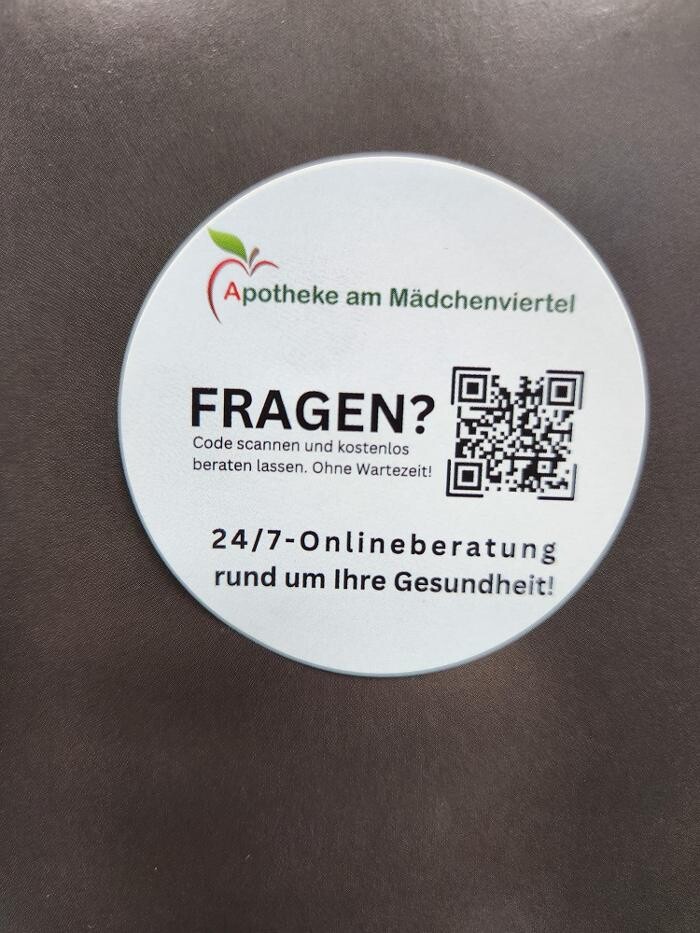 Apotheke am Mädchenviertel
FRAGEN?
Code scannen und kostenlos
beraten lassen. Ohne Wartezeit!
24/7-Onlineberatung
rund um Ihre Gesundheit!